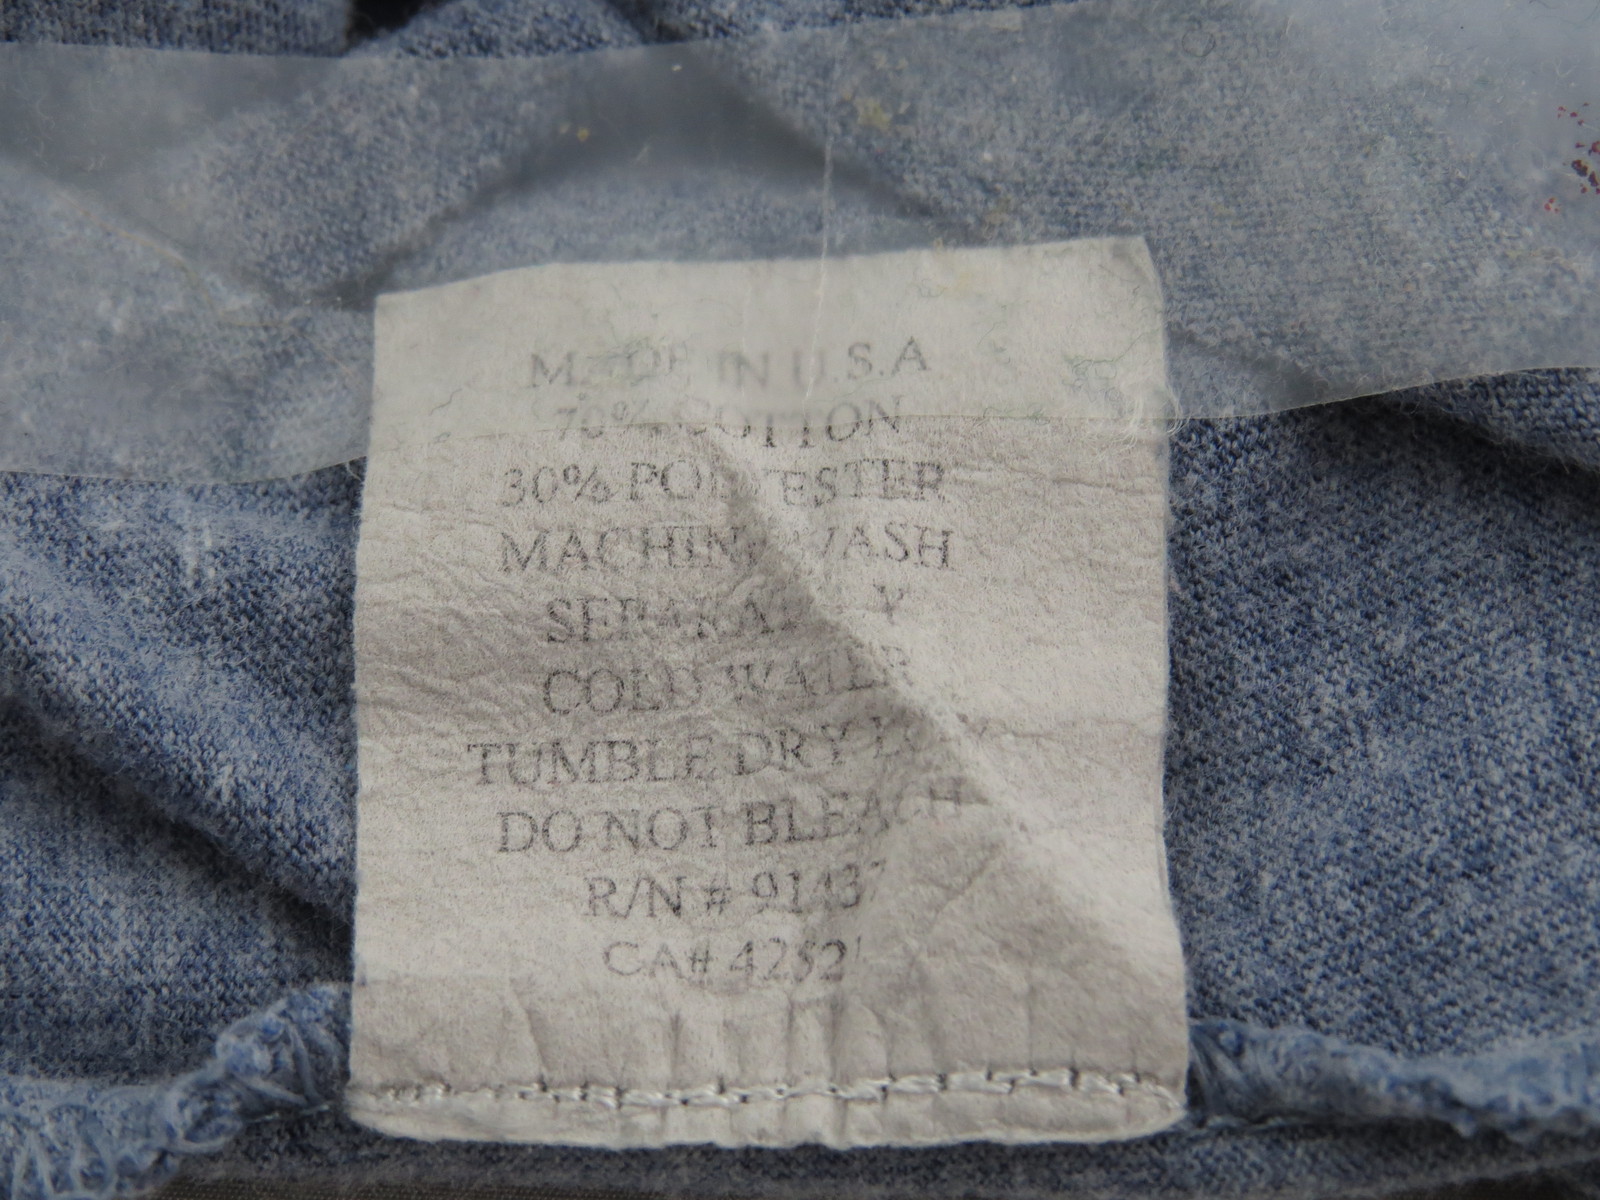 MADE IN U.S.A
70% COTTON
30% POLYESTER
MACHINE WASH
SEPARATELY
COLD WATER
TUMBLE DRY LOW
DO NOT BLEACH
R/N # 91437
CA#